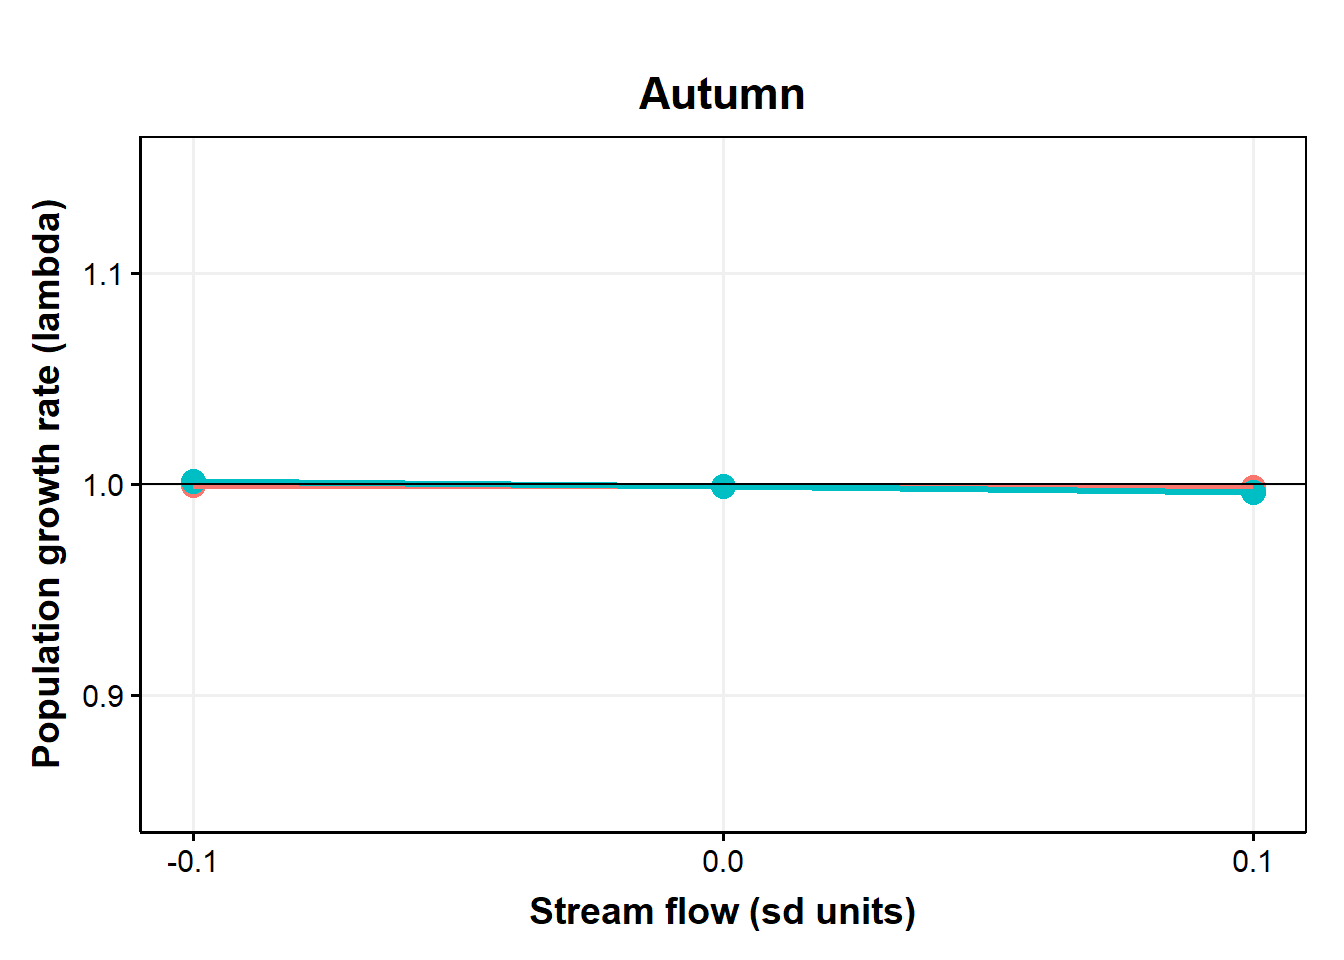 Autumn
Population growth rate (lambda)
1.1
1.0
0.9
-0.1
0.0
0.1
Stream flow (sd units)